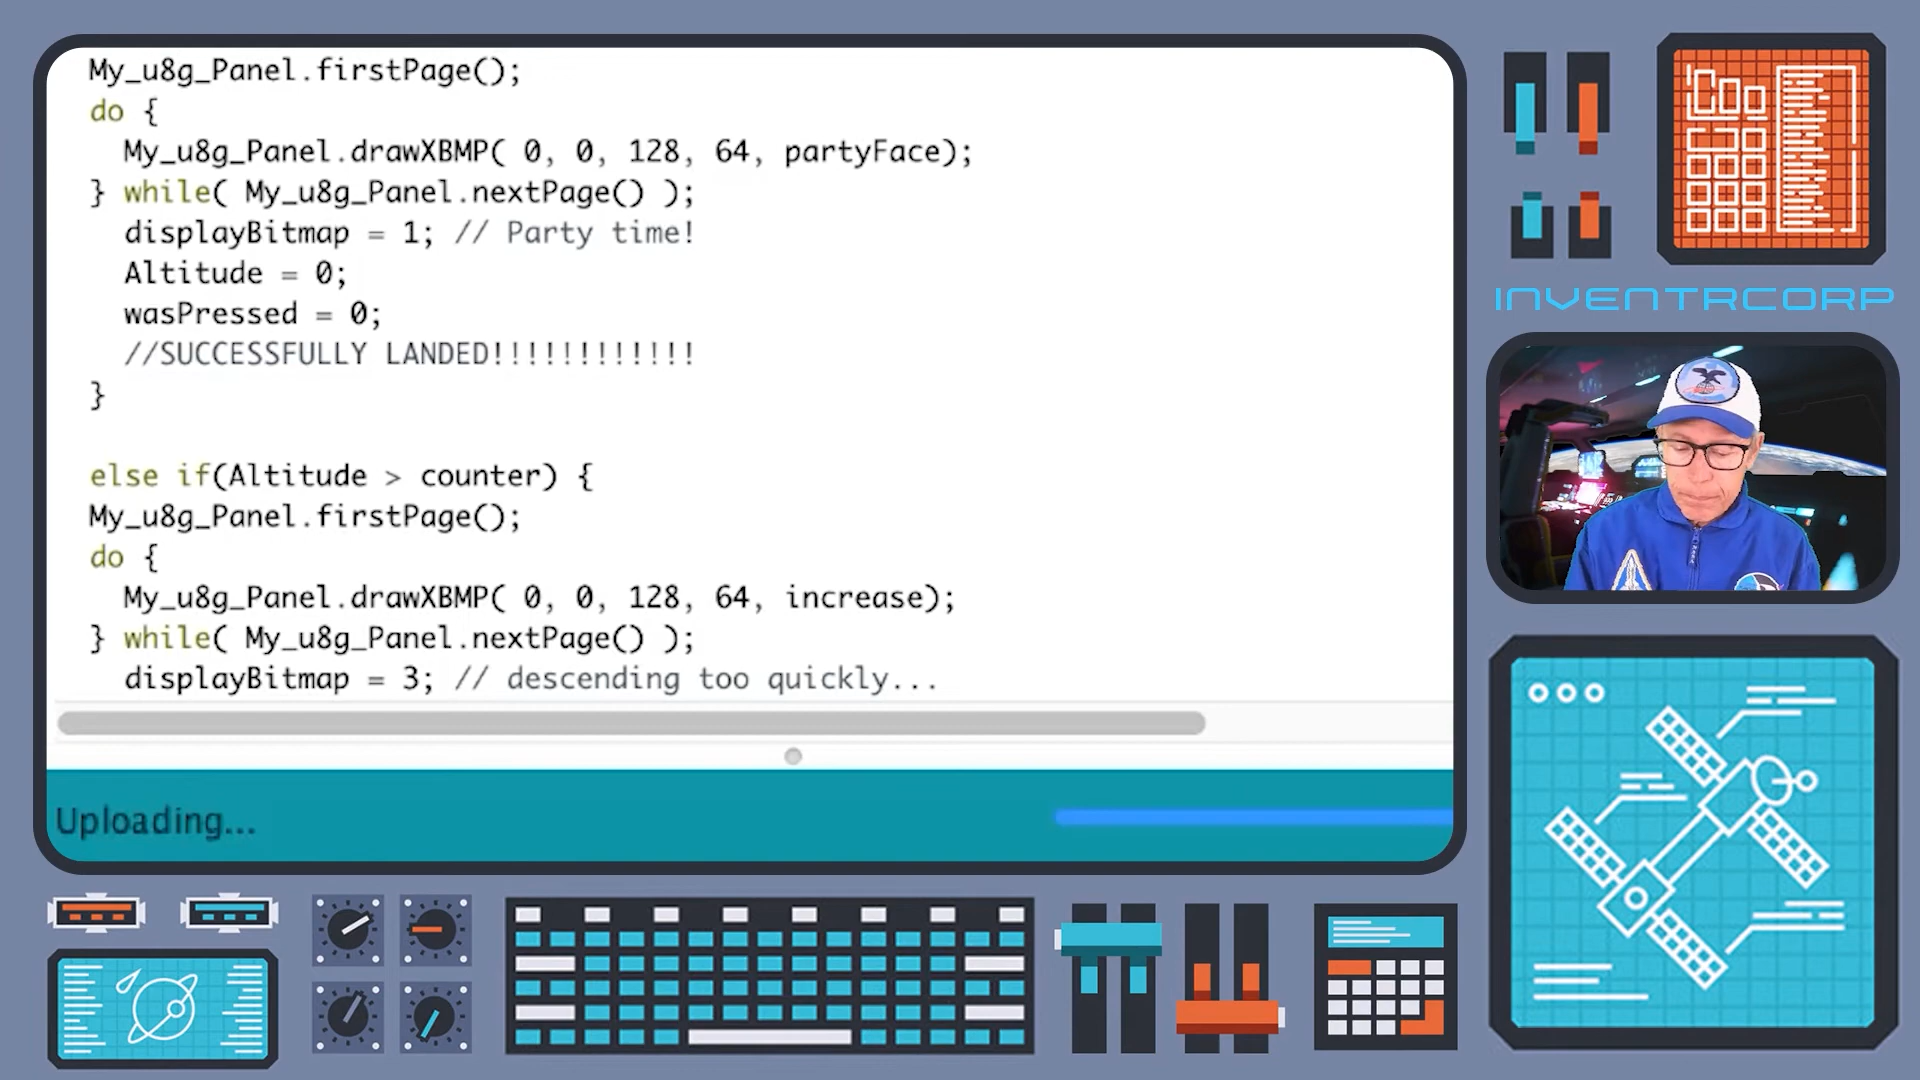 My_u8g_Panel.firstPage();
do {
My_u8g_Panel.drawXBMP( 0, 0, 128, 64, partyFace);
} while( My_u8g_Panel.nextPage() );
displayBitmap = 1; // Party time!
Altitude = 0;
wasPressed = 0;
//SUCCESSFULLY LANDED!!!!!!!!!!!!
}
else if(Altitude > counter) {
My_u8g_Panel.firstPage();
do {
My_u8g_Panel.drawXBMP( 0, 0, 128, 64, increase);
} while( My_u8g_Panel.nextPage() );
displayBitmap = 3; // descending too quickly...
Uploading...
INVENTRCORP